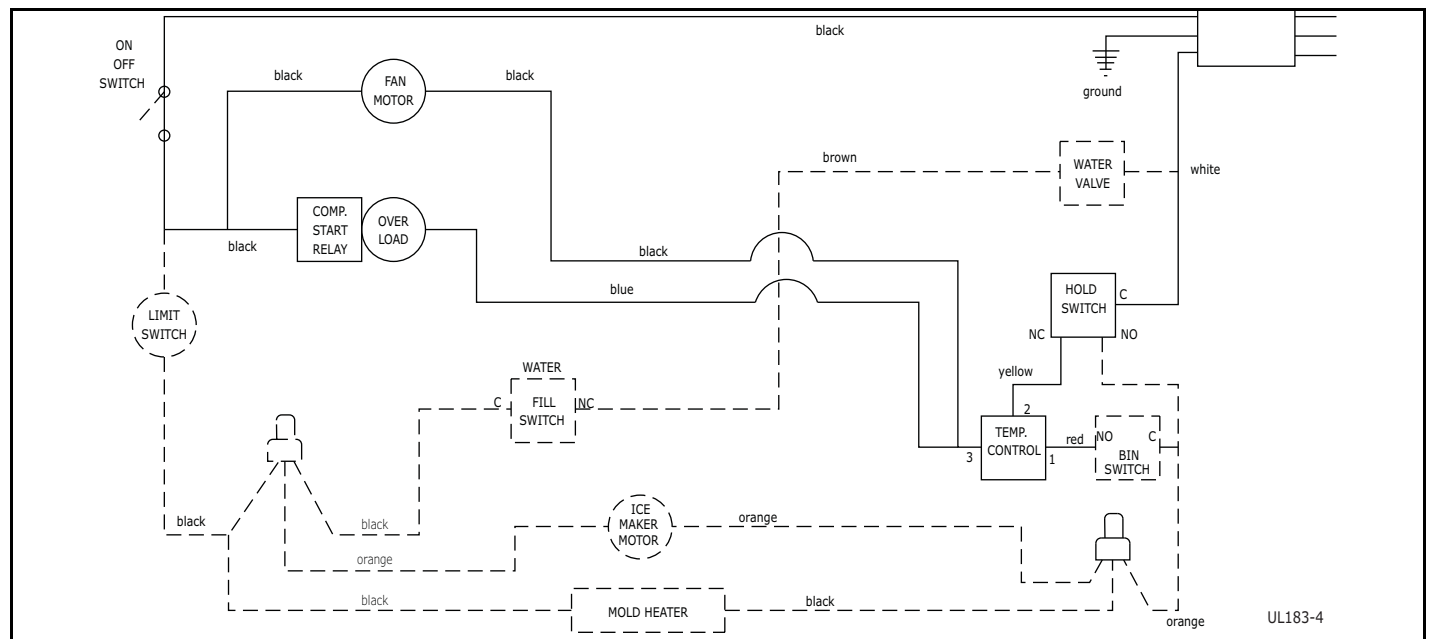 black
ON
OFF
SWITCH
black
FAN
MOTOR
black
ground
brown
WATER
VALVE
white
COMP.
START
RELAY
OVER
LOAD
black
black
blue
HOLD
SWITCH
C
NC
NO
LIMIT
SWITCH
yellow
WATER
C
FILL
SWITCH
NC
2
TEMP.
CONTROL
3
1
red
NO
C
BIN
SWITCH
black
black
orange
ICE
MAKER
MOTOR
orange
black
MOLD HEATER
black
orange
UL183-4